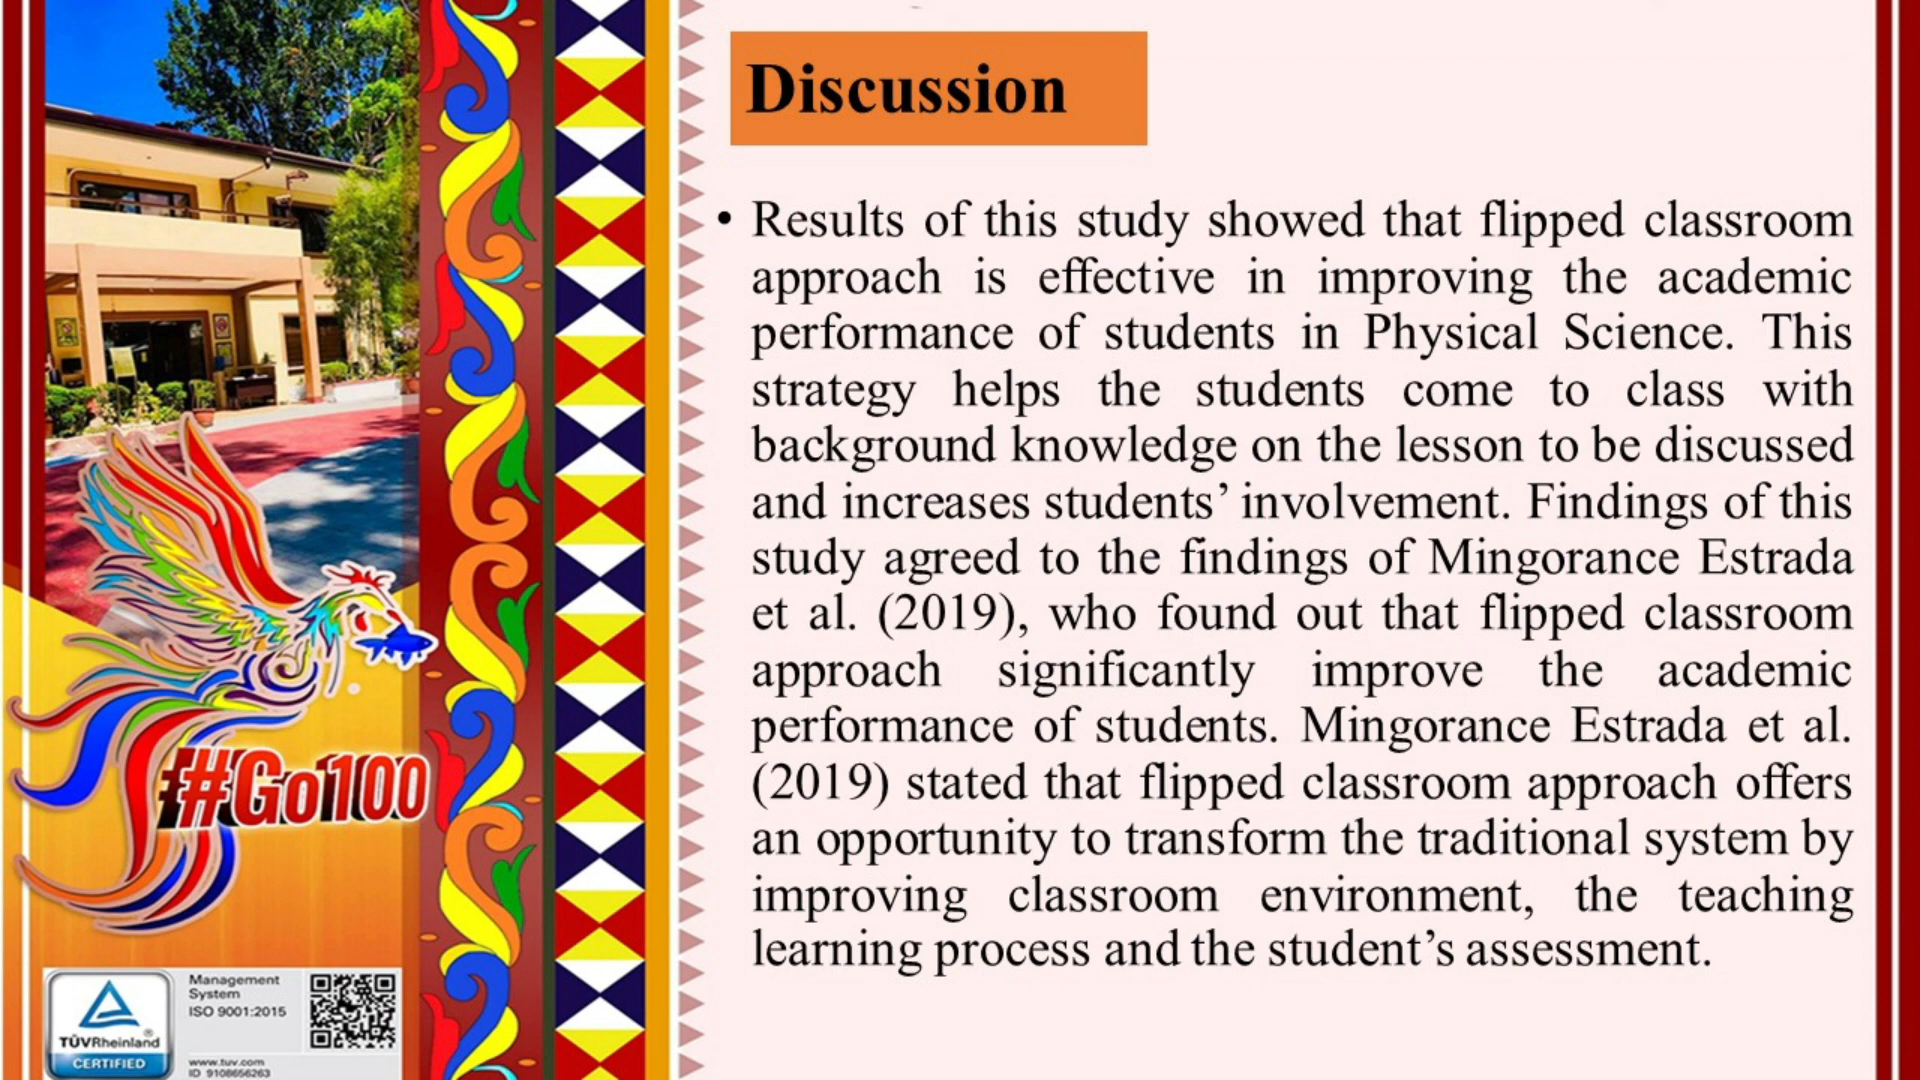 Discussion
• Results of this study showed that flipped classroom
approach is effective in improving the academic
performance of students in Physical Science. This
strategy helps the students come to class with
background knowledge on the lesson to be discussed
and increases students’ involvement. Findings of this
study agreed to the findings of Mingorance Estrada
et al. (2019), who found out that flipped classroom
approach significantly improve the academic
performance of students. Mingorance Estrada et al.
(2019) stated that flipped classroom approach offers
an opportunity to transform the traditional system by
improving classroom environment, the teaching
learning process and the student’s assessment.
#Go100
TÜVRheinland®
CERTIFIED
Management
System
ISO 9001:2015
www.tuv.com
ID 9108656263